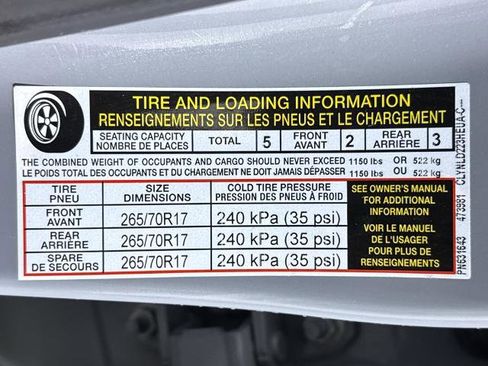 TIRE AND LOADING INFORMATION
RENSEIGNEMENTS SUR LES PNEUS ET LE CHARGEMENT
SEATING CAPACITY
NOMBRE DE PLACES
TOTAL 5
FRONT
AVANT 2
REAR
ARRIÈRE 3
THE COMBINED WEIGHT OF OCCUPANTS AND CARGO SHOULD NEVER EXCEED 1150 lbs OR 522 kg
LE POIDS TOTAL DES OCCUPANTS ET DU CHARGEMENT NE DOIT JAMAIS DÉPASSER 1150 lbs OU 522 kg
TIRE
PNEU
SIZE
DIMENSIONS
COLD TIRE PRESSURE
PRESSION DES PNEUS À FROID
FRONT
AVANT
265/70R17
240 kPa (35 psi)
REAR
ARRIÈRE
265/70R17
240 kPa (35 psi)
SPARE
DE SECOURS
265/70R17
240 kPa (35 psi)
SEE OWNER'S MANUAL
FOR ADDITIONAL
INFORMATION
VOIR LE MANUEL
DE L'USAGER
POUR PLUS DE
RENSEIGNEMENTS
PN631643 473981 CLYNLD223HEUA-C---